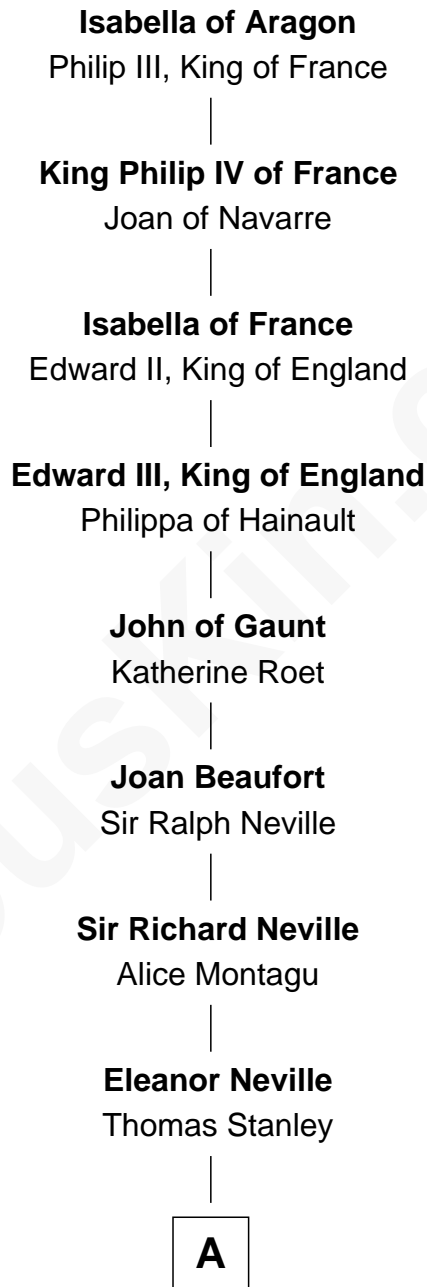 Isabella of Aragon
Philip III, King of France
King Philip IV of France
Joan of Navarre
Isabella of France
Edward II, King of England
Edward III, King of England
Philippa of Hainault
John of Gaunt
Katherine Roet
Joan Beaufort
Sir Ralph Neville
Sir Richard Neville
Alice Montagu
Eleanor Neville
Thomas Stanley
A